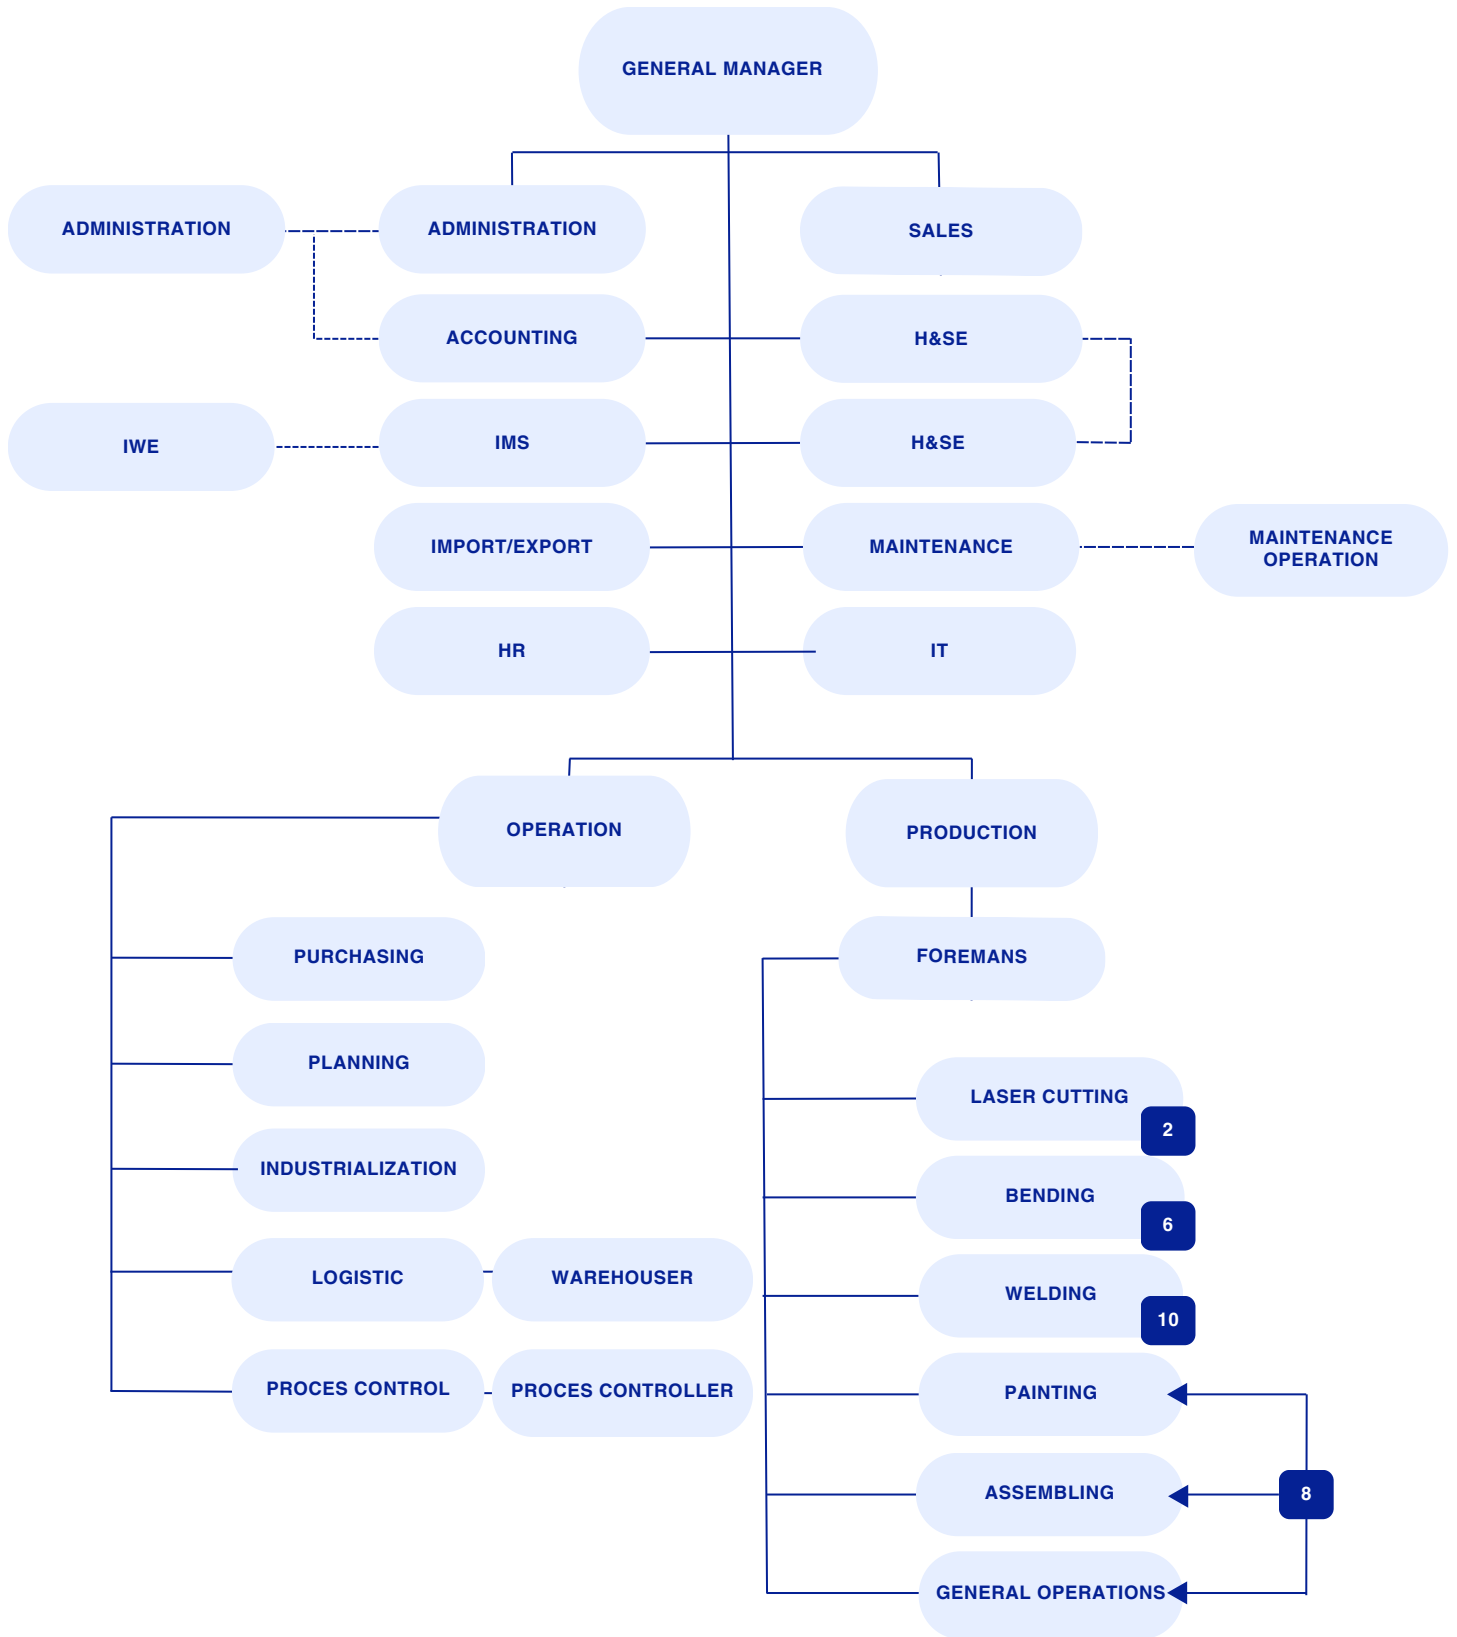 GENERAL MANAGER
ADMINISTRATION
ADMINISTRATION
SALES
ACCOUNTING
H&SE
IWE
IMS
H&SE
IMPORT/EXPORT
MAINTENANCE
MAINTENANCE
OPERATION
HR
IT
OPERATION
PRODUCTION
PURCHASING
FOREMANS
PLANNING
LASER CUTTING
2
INDUSTRIALIZATION
BENDING
6
LOGISTIC
WAREHOUSER
WELDING
10
PROCES CONTROL
PROCES CONTROLLER
PAINTING
ASSEMBLING
8
GENERAL OPERATIONS